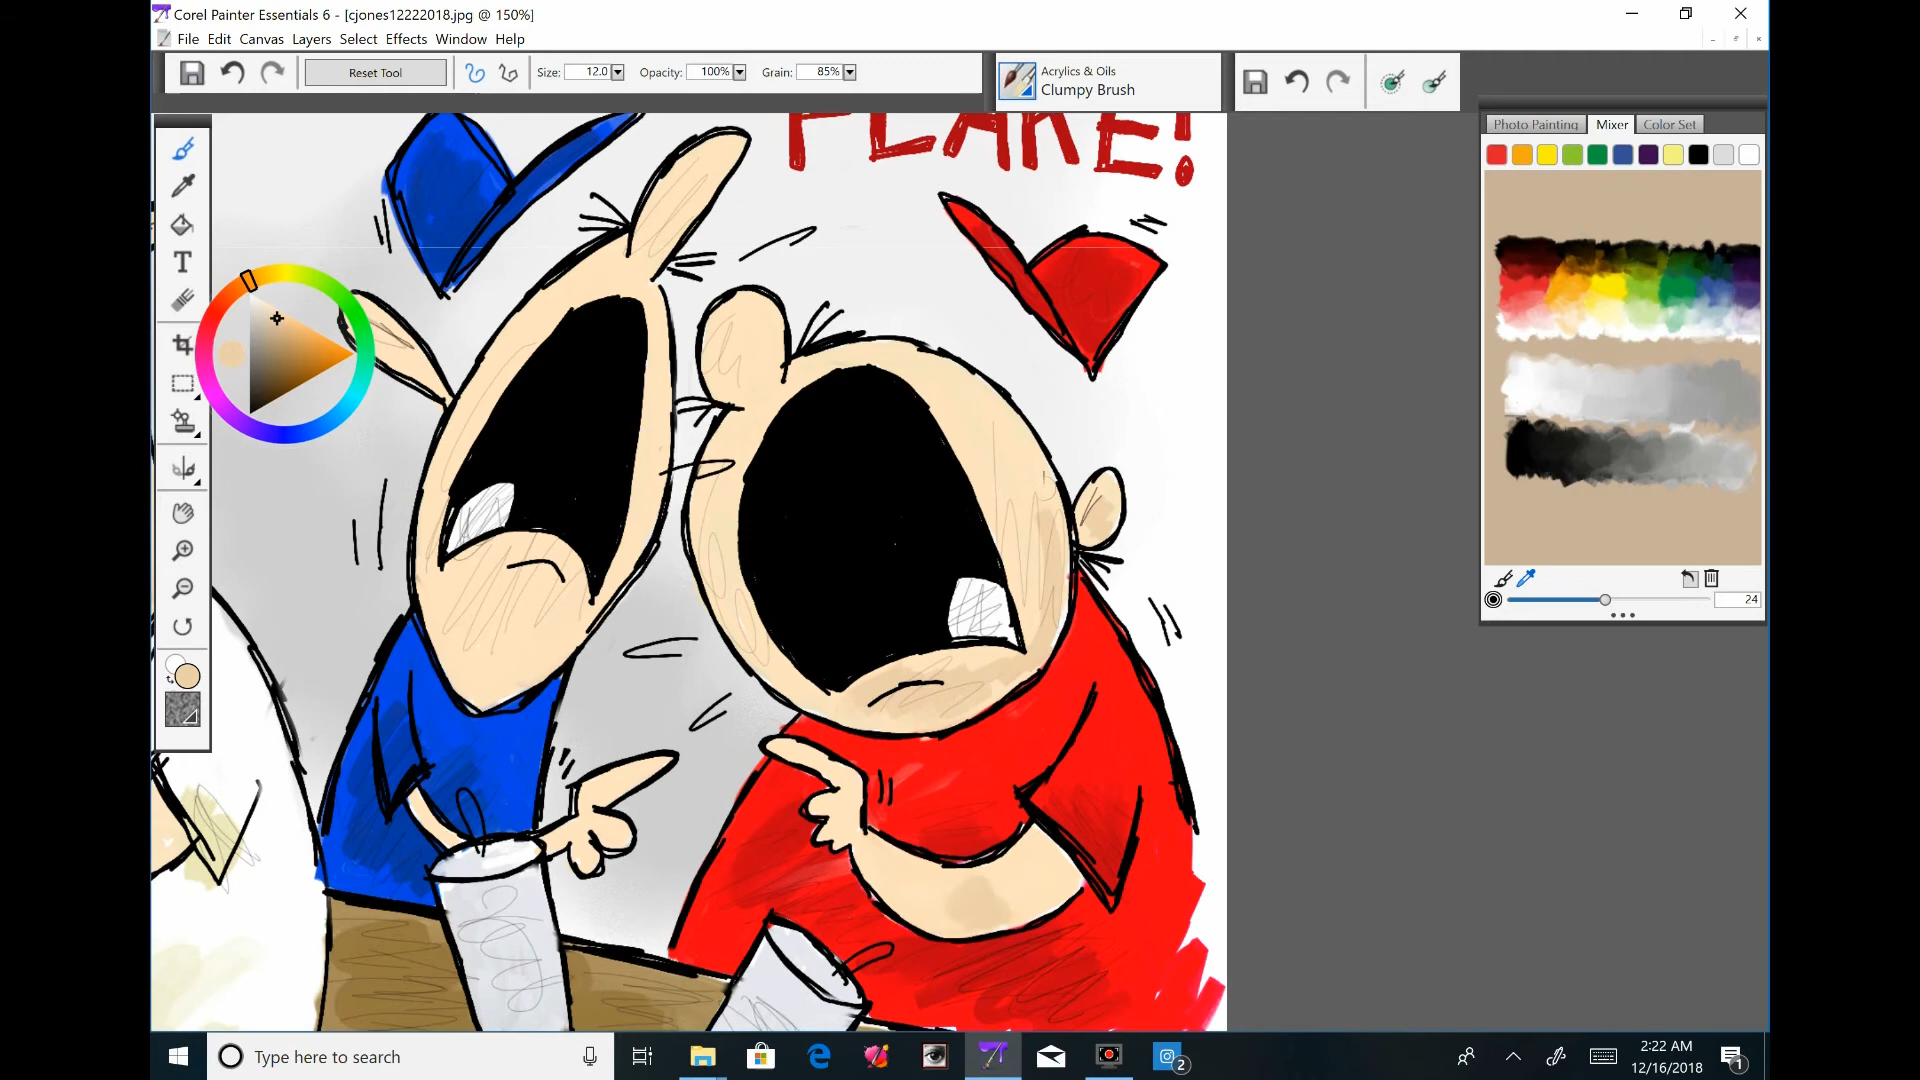 Corel Painter Essentials 6 - [cjones12222018.jpg @ 150%]
File Edit Canvas Layers Select Effects Window Help
Reset Tool Size: 12.0 Opacity: 100% Grain: 85%
Acrylics & Oils
Clumpy Brush
Photo Painting Mixer Color Set
FLAKE!
T
24
Type here to search
2
2:22 AM
12/16/2018
1